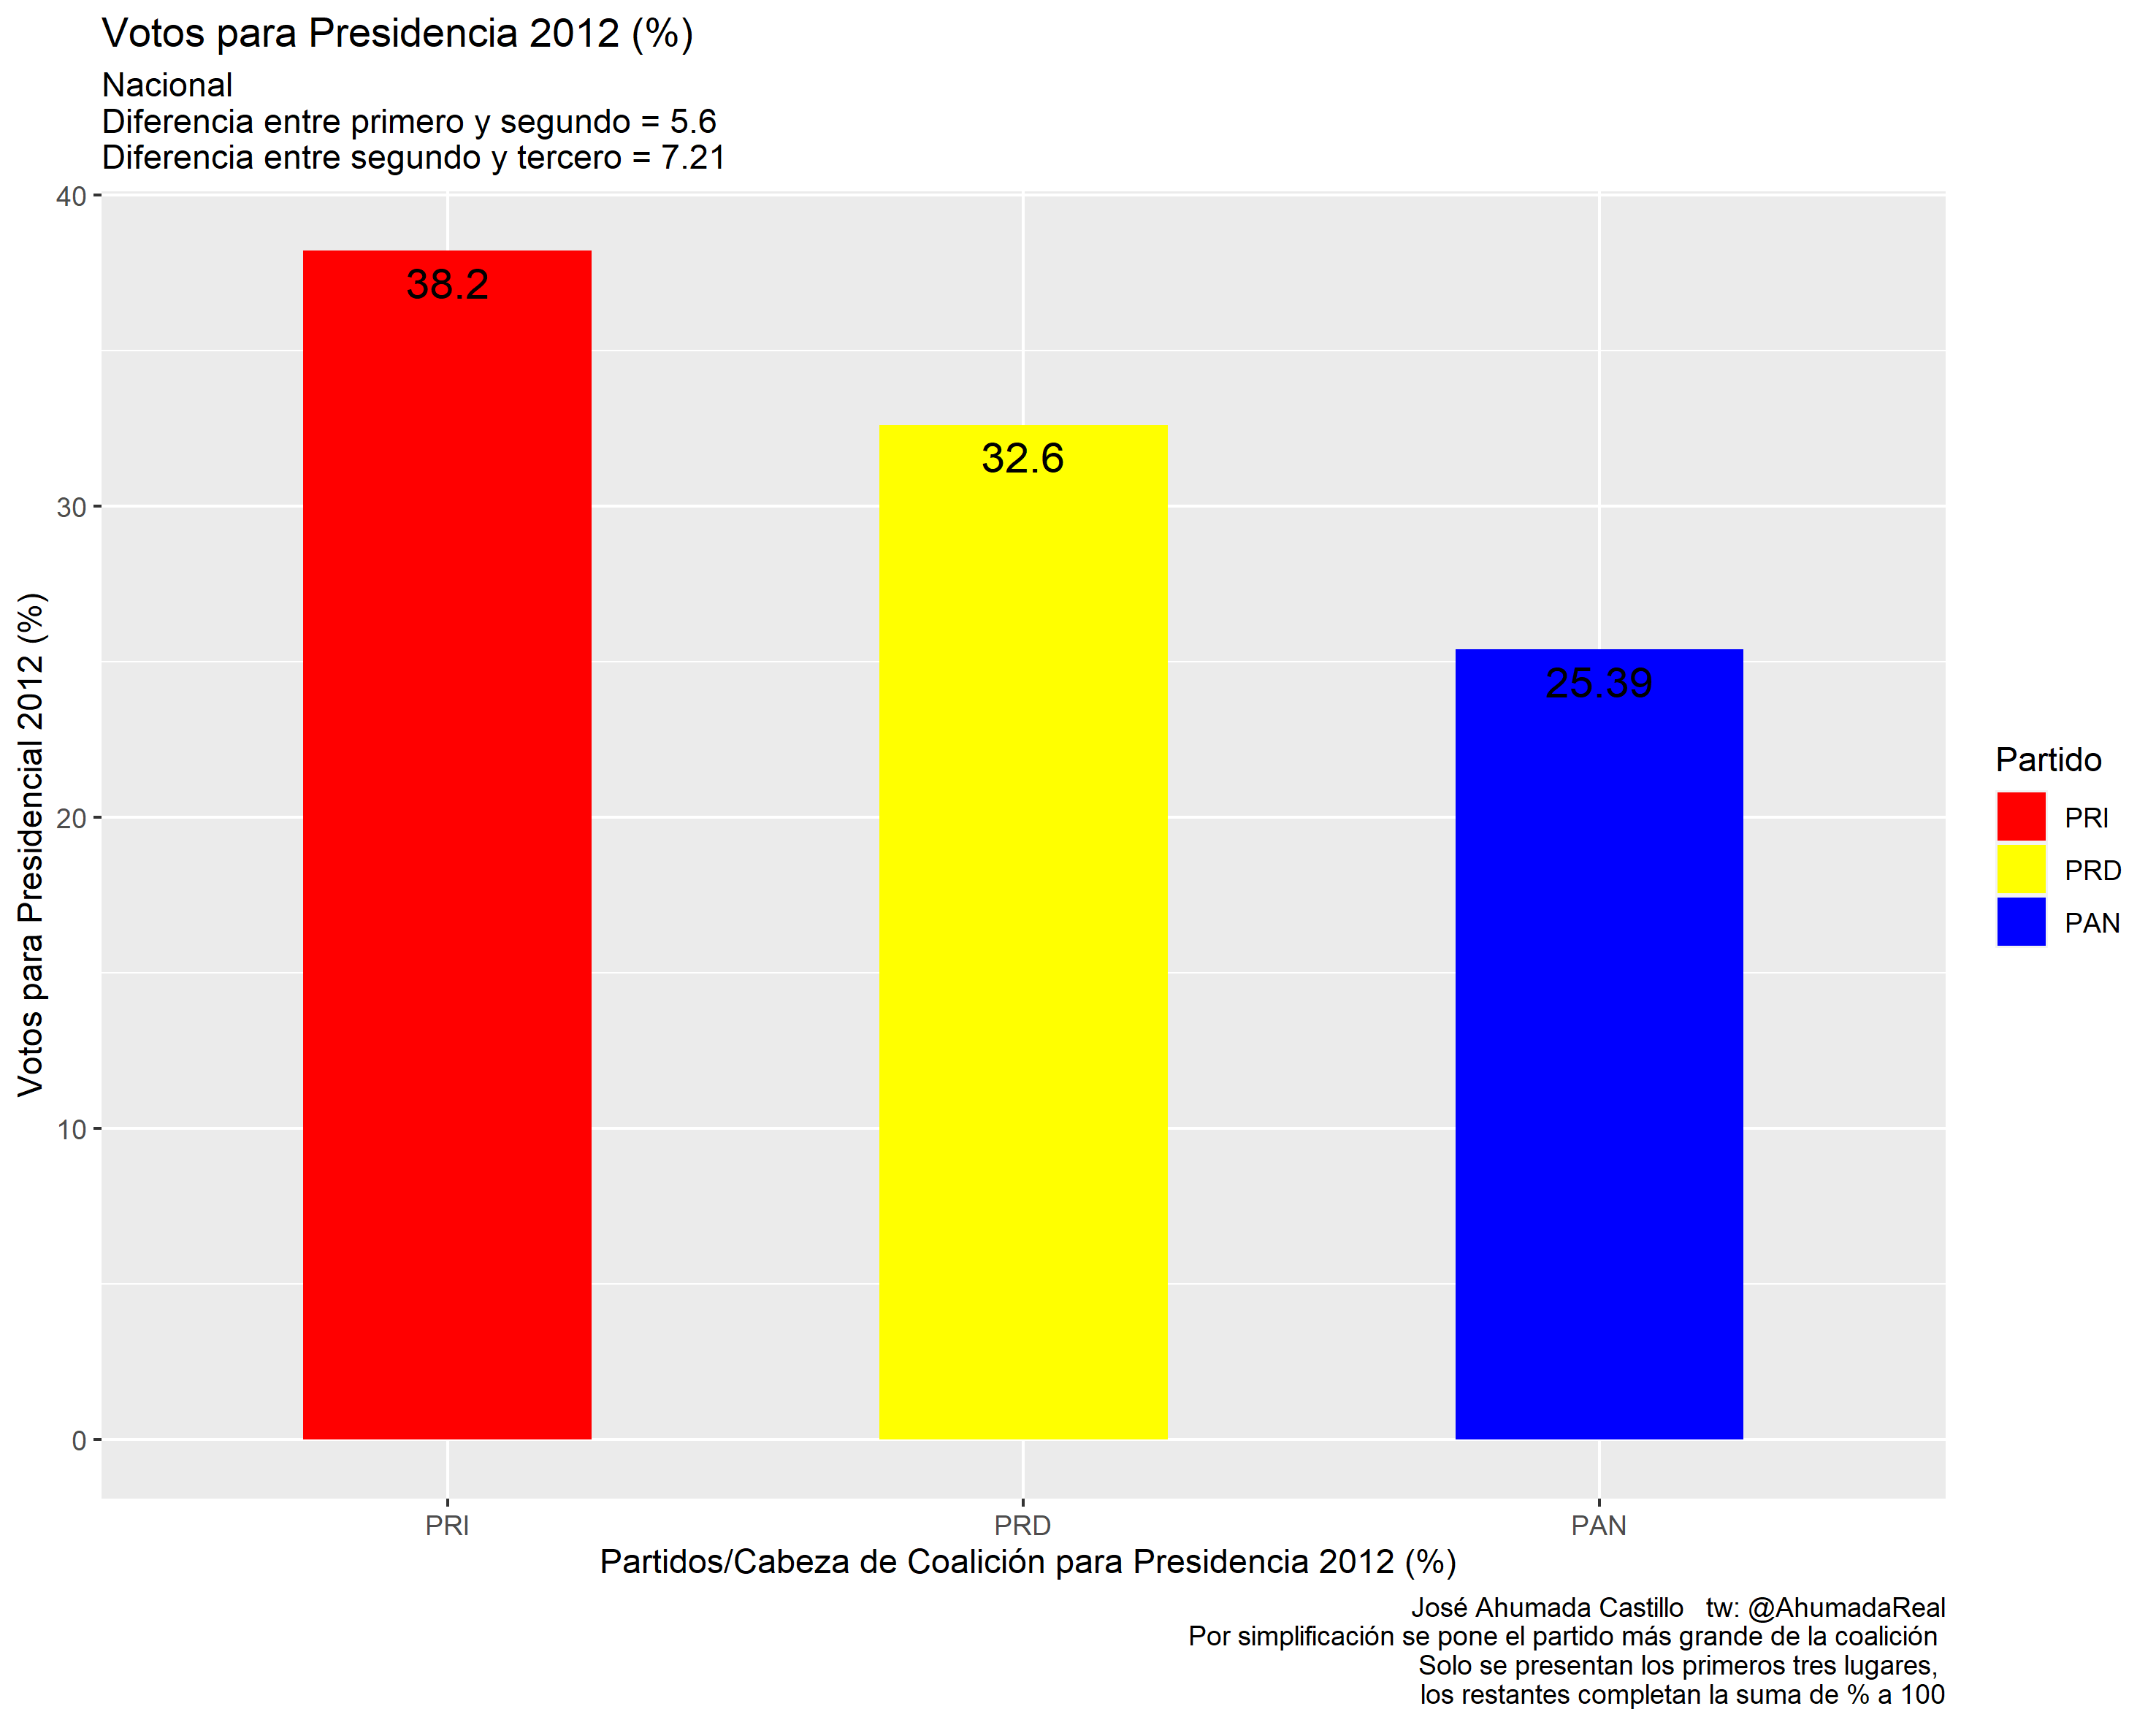 Votos para Presidencia 2012 (%)
Nacional
Diferencia entre primero y segundo = 5.6
Diferencia entre segundo y tercero = 7.21
Votos para Presidencial 2012 (%)
40
30
20
10
0
38.2
32.6
25.39
PRI
PRD
PAN
Partidos/Cabeza de Coalición para Presidencia 2012 (%)
Partido
PRI
PRD
PAN
José Ahumada Castillo   tw: @AhumadaReal
Por simplificación se pone el partido más grande de la coalición
Solo se presentan los primeros tres lugares,
los restantes completan la suma de % a 100